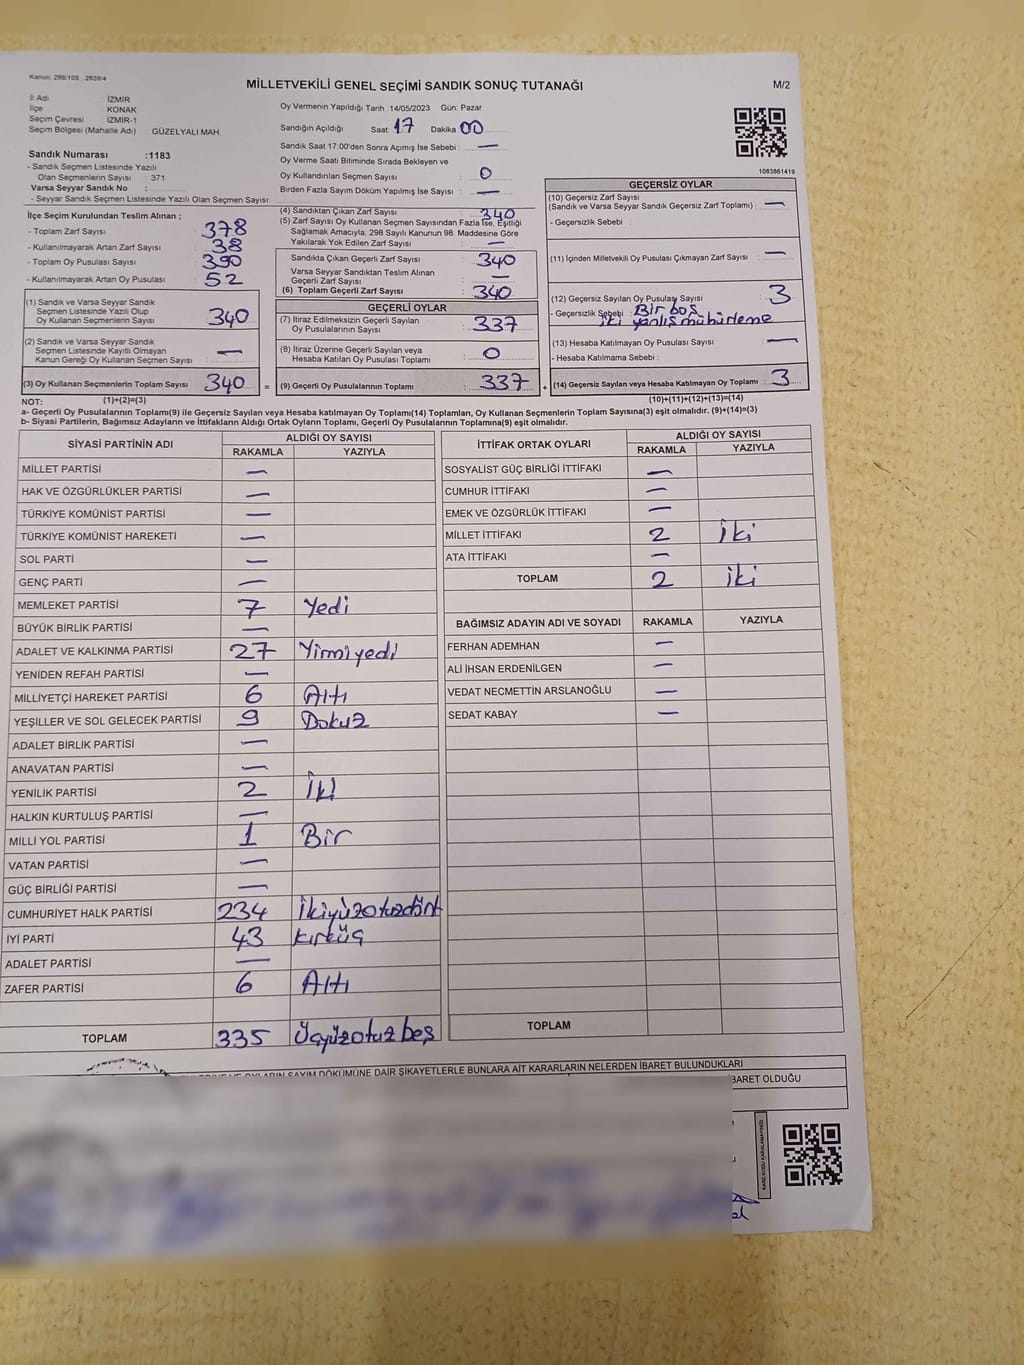 Kanun: 298/105 , 2839/4
MİLLETVEKİLİ GENEL SEÇİMİ SANDIK SONUÇ TUTANAĞI
M/2
İl Adı : İZMİR
İlçe : KONAK
Seçim Çevresi : İZMİR-1
Seçim Bölgesi (Mahalle Adı) : GÜZELYALI MAH.
Sandık Numarası :1183
- Sandık Seçmen Listesinde Yazılı
Olan Seçmenlerin Sayısı : 371
Varsa Seyyar Sandık No :
- Seyyar Sandık Seçmen Listesinde Yazılı Olan Seçmen Sayısı:
Oy Vermenin Yapıldığı Tarih :14/05/2023 Gün: Pazar
Sandığın Açıldığı Saat: 17 Dakika: 00
Sandık Saat 17.00'den Sonra Açılmış İse Sebebi : —
Oy Verme Saati Bitiminde Sırada Bekleyen ve
Oy Kullandırılan Seçmen Sayısı : 0
Birden Fazla Sayım Döküm Yapılmış İse Sayısı : —
1083861419
İlçe Seçim Kurulundan Teslim Alınan ;
- Toplam Zarf Sayısı : 378
- Kullanılmayarak Artan Zarf Sayısı : 38
- Toplam Oy Pusulası Sayısı : 390
- Kullanılmayarak Artan Oy Pusulası : 52
(1) Sandık ve Varsa Seyyar Sandık
Seçmen Listesinde Yazılı Olup
Oy Kullanan Seçmenlerin Sayısı : 340
(2) Sandık ve Varsa Seyyar Sandık
Seçmen Listesinde Kayıtlı Olmayan
Kanun Gereği Oy Kullanan Seçmen Sayısı : —
(3) Oy Kullanan Seçmenlerin Toplam Sayısı : 340 =
(4) Sandıktan Çıkan Zarf Sayısı : 340
(5) Zarf Sayısı Oy Kullanan Seçmen Sayısından Fazla İse, Eşitliği
Sağlamak Amacıyla, 298 Sayılı Kanunun 98. Maddesine Göre
Yakılarak Yok Edilen Zarf Sayısı : —
Sandıkta Çıkan Geçerli Zarf Sayısı : 340
Varsa Seyyar Sandıktan Teslim Alınan
Geçerli Zarf Sayısı : —
(6) Toplam Geçerli Zarf Sayısı : 340
GEÇERLİ OYLAR
(7) İtiraz Edilmeksizin Geçerli Sayılan
Oy Pusulalarının Sayısı : 337
(8) İtiraz Üzerine Geçerli Sayılan veya
Hesaba Katılan Oy Pusulası Toplamı : 0
(9) Geçerli Oy Pusulalarının Toplamı : 337 +
GEÇERSİZ OYLAR
(10) Geçersiz Zarf Sayısı
(Sandık ve Varsa Seyyar Sandık Geçersiz Zarf Toplamı) : —
- Geçersizlik Sebebi :
(11) İçinden Milletvekili Oy Pusulası Çıkmayan Zarf Sayısı : —
(12) Geçersiz Sayılan Oy Pusulası Sayısı : 3
- Geçersizlik Sebebi : Bir boş
iki yanlış mühürleme
(13) Hesaba Katılmayan Oy Pusulası Sayısı : —
- Hesaba Katılmama Sebebi :
(14) Geçersiz Sayılan veya Hesaba Katılmayan Oy Toplamı : 3
NOT: (1)+(2)=(3) (10)+(11)+(12)+(13)=(14)
a- Geçerli Oy Pusulalarının Toplamı(9) ile Geçersiz Sayılan veya Hesaba katılmayan Oy Toplamı(14) Toplamları, Oy Kullanan Seçmenlerin Toplam Sayısına(3) eşit olmalıdır. (9)+(14)=(3)
b- Siyasi Partilerin, Bağımsız Adayların ve İttifakların Aldığı Ortak Oyların Toplamı, Geçerli Oy Pusulalarının Toplamına(9) eşit olmalıdır.
SİYASİ PARTİNİN ADI ALDIĞI OY SAYISI
RAKAMLA YAZIYLA
MİLLET PARTİSİ —
HAK VE ÖZGÜRLÜKLER PARTİSİ —
TÜRKİYE KOMÜNİST PARTİSİ —
TÜRKİYE KOMÜNİST HAREKETİ —
SOL PARTİ —
GENÇ PARTİ —
MEMLEKET PARTİSİ 7 Yedi
BÜYÜK BİRLİK PARTİSİ —
ADALET VE KALKINMA PARTİSİ 27 Yirmiyedi
YENİDEN REFAH PARTİSİ —
MİLLİYETÇİ HAREKET PARTİSİ 6 Altı
YEŞİLLER VE SOL GELECEK PARTİSİ 9 Dokuz
ADALET BİRLİK PARTİSİ —
ANAVATAN PARTİSİ —
YENİLİK PARTİSİ 2 İki
HALKIN KURTULUŞ PARTİSİ —
MİLLİ YOL PARTİSİ 1 Bir
VATAN PARTİSİ —
GÜÇ BİRLİĞİ PARTİSİ —
CUMHURİYET HALK PARTİSİ 234 İkiyüzotuzdört
İYİ PARTİ 43 Kırküç
ADALET PARTİSİ —
ZAFER PARTİSİ 6 Altı
TOPLAM 335 Üçyüzotuzbeş
İTTİFAK ORTAK OYLARI ALDIĞI OY SAYISI
RAKAMLA YAZIYLA
SOSYALİST GÜÇ BİRLİĞİ İTTİFAKI —
CUMHUR İTTİFAKI —
EMEK VE ÖZGÜRLÜK İTTİFAKI —
MİLLET İTTİFAKI 2 İki
ATA İTTİFAKI —
TOPLAM 2 iki
BAĞIMSIZ ADAYIN ADI VE SOYADI RAKAMLA YAZIYLA
FERHAN ADEMHAN —
ALİ İHSAN ERDENİLGEN —
VEDAT NECMETTİN ARSLANOĞLU —
SEDAT KABAY —
TOPLAM
OYLARIN SAYIM DÖKÜMÜNE DAİR ŞİKAYETLERLE BUNLARA AİT KARARLARIN NELERDEN İBARET BULUNDUKLARI
BARET OLDUĞU